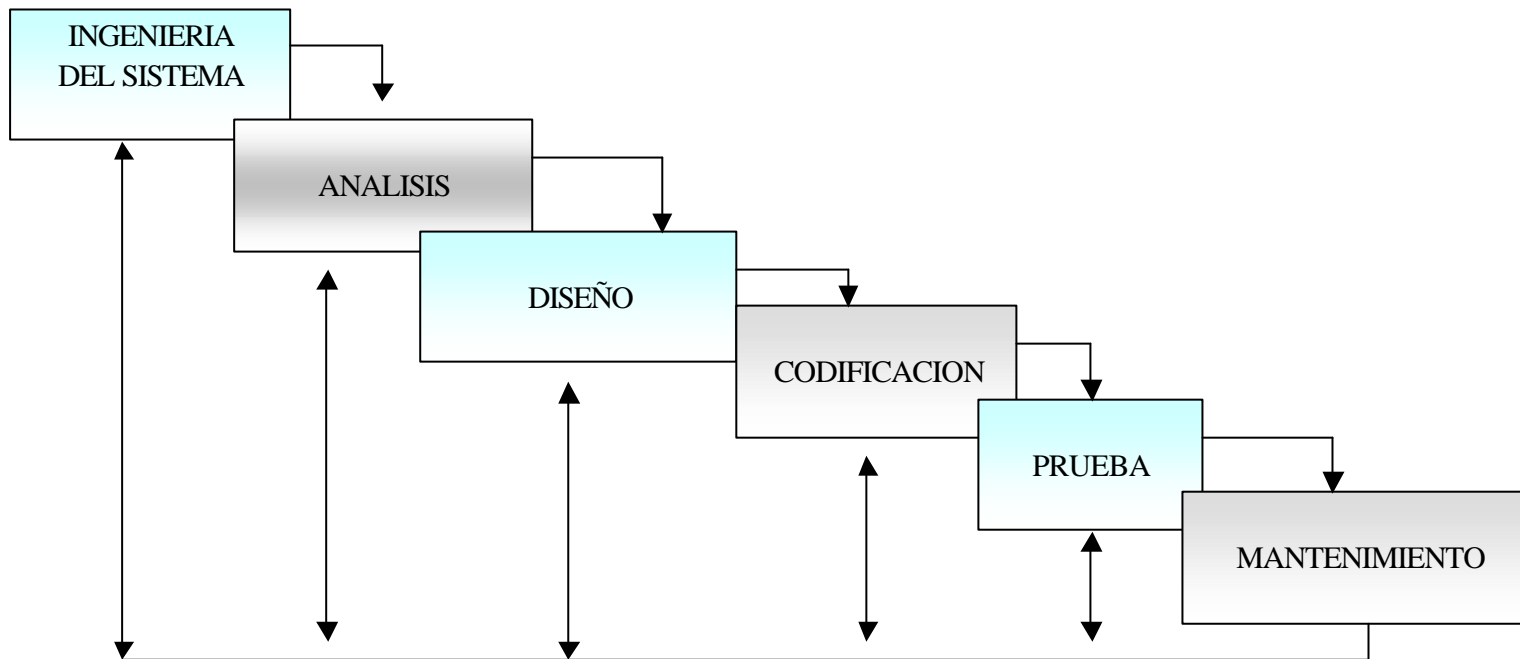 INGENIERIA
DEL SISTEMA
ANALISIS
DISEÑO
CODIFICACION
PRUEBA
MANTENIMIENTO